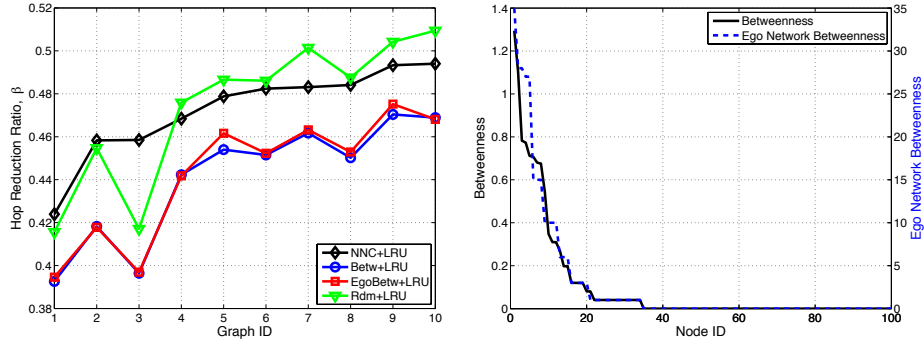 0.52
0.5
0.48
0.46
0.44
0.42
0.4
0.38
Hop Reduction Ratio, β
1 2 3 4 5 6 7 8 9 10
Graph ID
NNC+LRU
Betw+LRU
EgoBetw+LRU
Rdm+LRU
1.4
1.2
1
0.8
0.6
0.4
0.2
0
Betweenness
0 20 40 60 80 100
Node ID
Betweenness
Ego Network Betweenness
35
30
25
20
15
10
5
0
Ego Network Betweenness